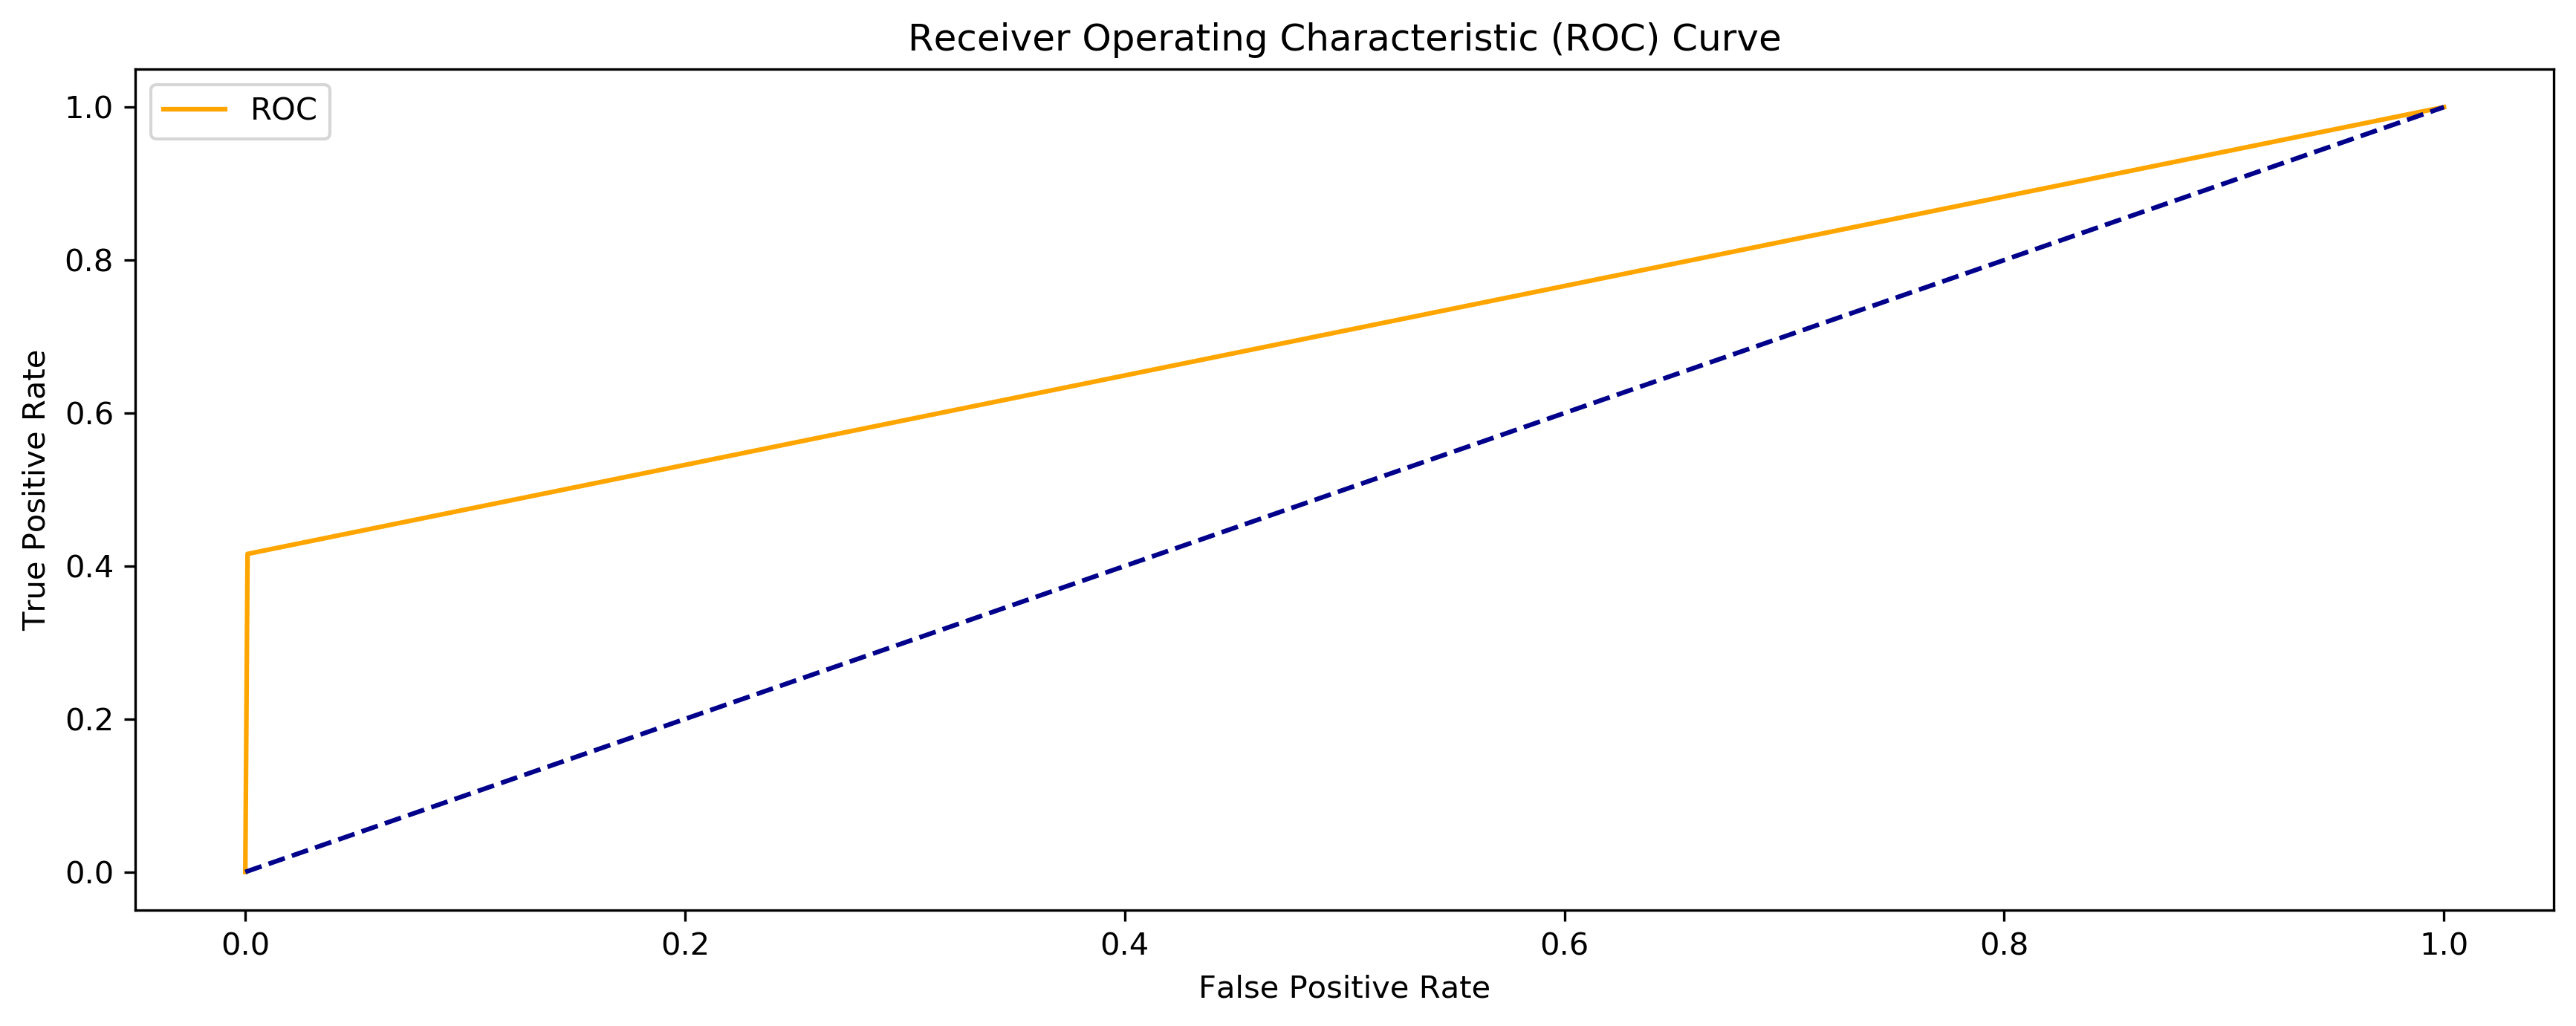 Receiver Operating Characteristic (ROC) Curve
ROC
1.0
0.8
0.6
0.4
0.2
0.0
True Positive Rate
0.0 0.2 0.4 0.6 0.8 1.0
False Positive Rate